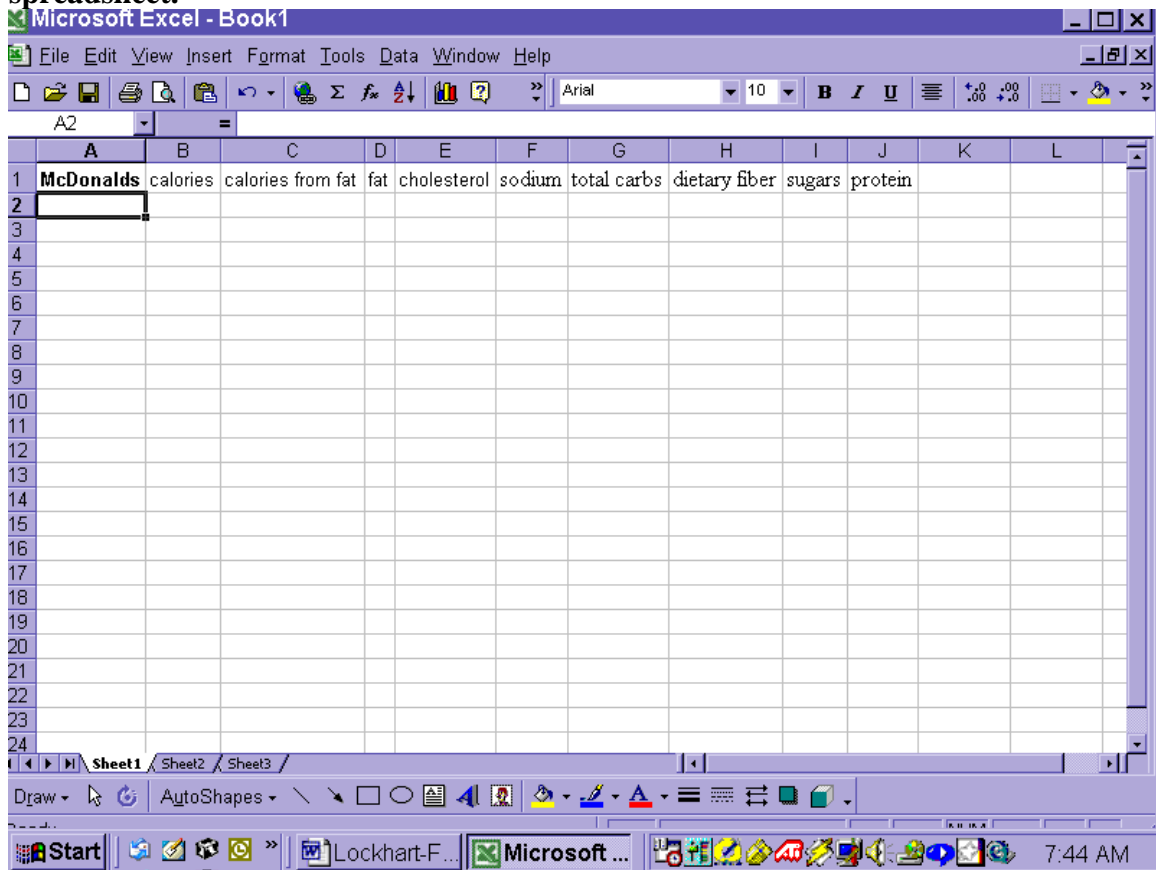 spreadsheet.
Microsoft Excel - Book1
File Edit View Insert Format Tools Data Window Help
Arial 10 B I U
A2 =
A B C D E F G H I J K L
1 McDonalds calories calories from fat fat cholesterol sodium total carbs dietary fiber sugars protein
2
3
4
5
6
7
8
9
10
11
12
13
14
15
16
17
18
19
20
21
22
23
24
Sheet1 Sheet2 Sheet3
Draw AutoShapes
Start Lockhart-F... Microsoft ... 7:44 AM